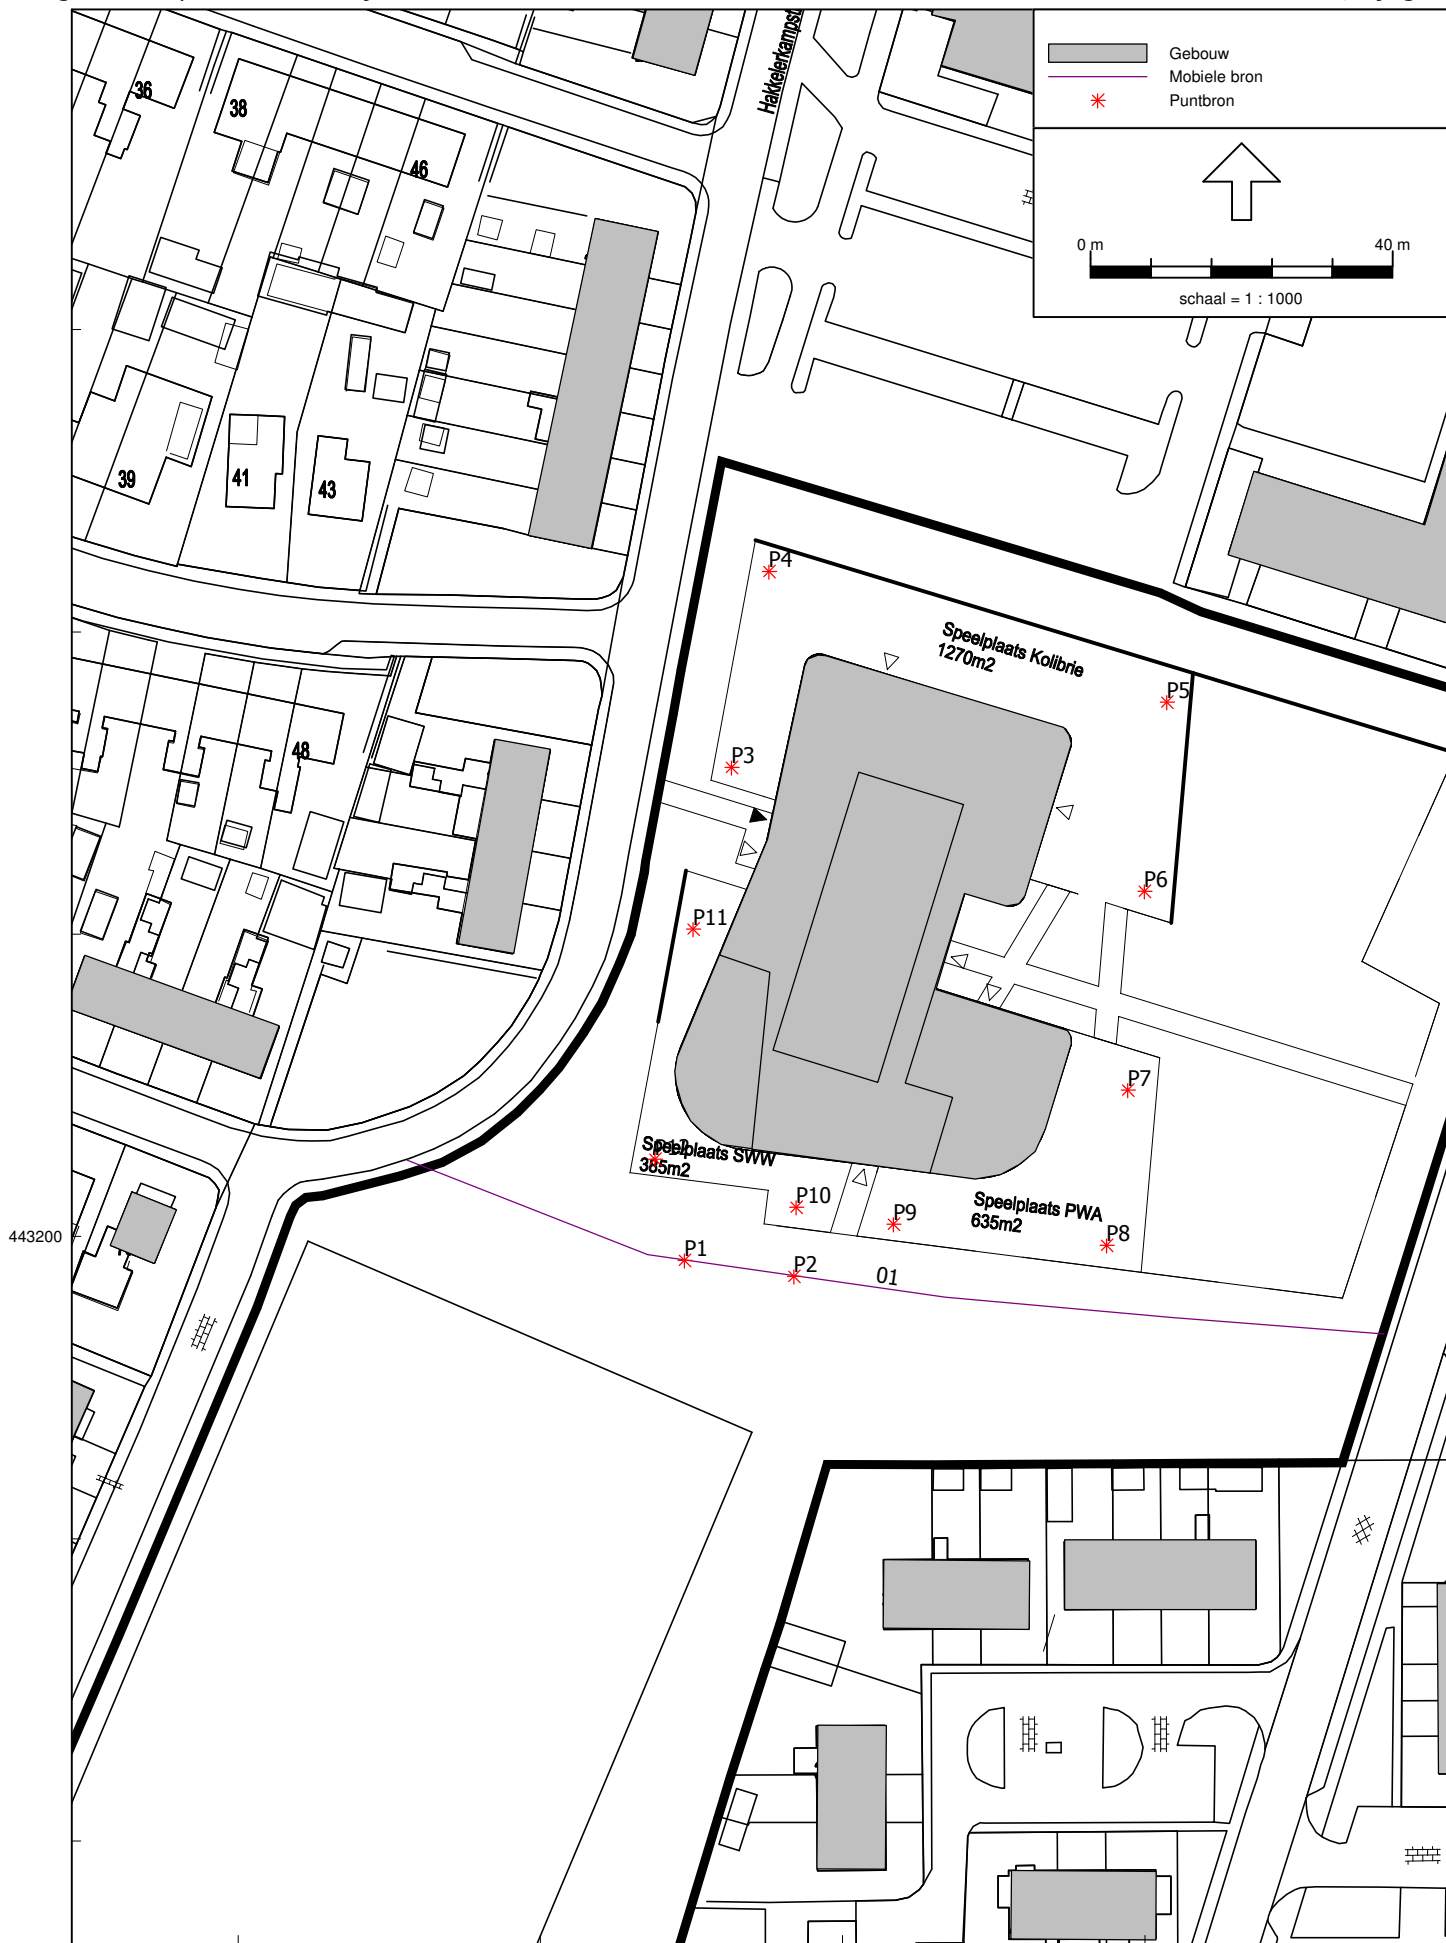 Gebouw
Mobiele bron
Puntbron
0 m
40 m
schaal = 1 : 1000
36
38
46
39
41
43
P4
Speelplaats Kolibrie
1270m2
P5
48
P3
P6
P11
P7
Speelplaats SWW
385m2
P12
P10
P9
Speelplaats PWA
635m2
P8
443200
P1
P2
01